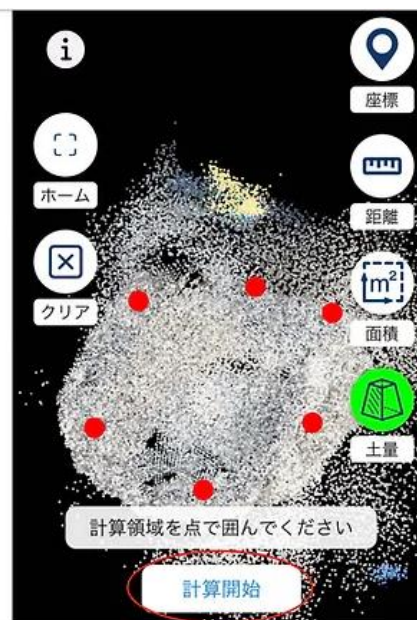 i
座標
ホーム
距離
クリア
m²
面積
土量
計算領域を点で囲んでください
計算開始